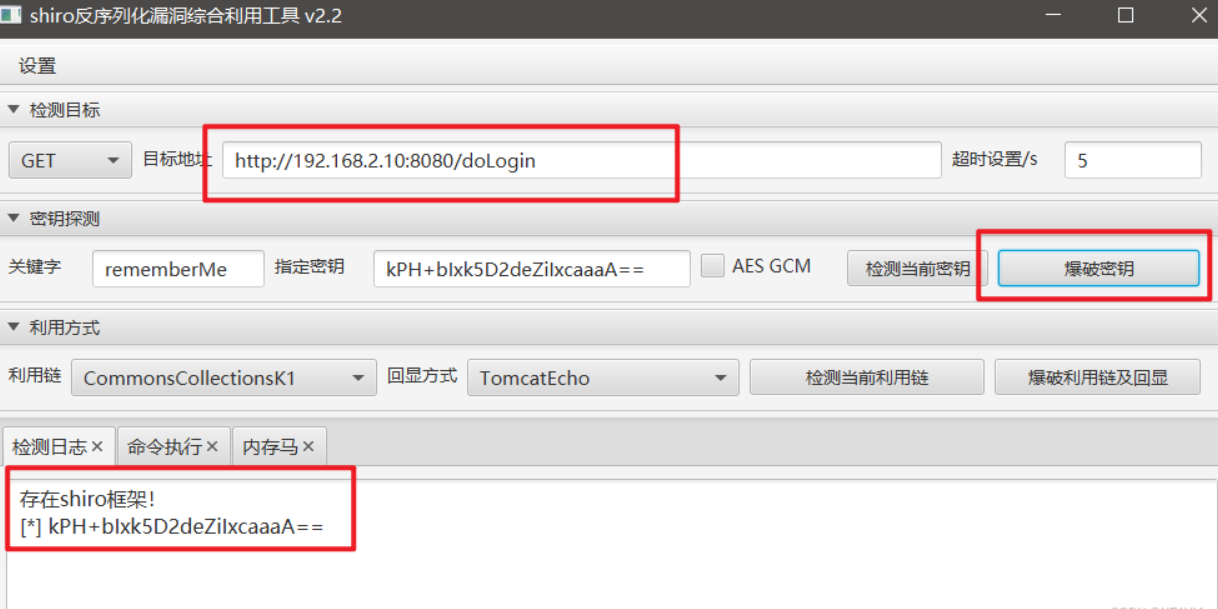 shiro反序列化漏洞综合利用工具 v2.2
设置
检测目标
GET 目标地址 http://192.168.2.10:8080/doLogin 超时设置/s 5
密钥探测
关键字 rememberMe 指定密钥 kPH+bIxk5D2deZiIxcaaaA== AES GCM 检测当前密钥 爆破密钥
利用方式
利用链 CommonsCollectionsK1 回显方式 TomcatEcho 检测当前利用链 爆破利用链及回显
检测日志 命令执行 内存马
存在shiro框架！
[*] kPH+bIxk5D2deZiIxcaaaA==